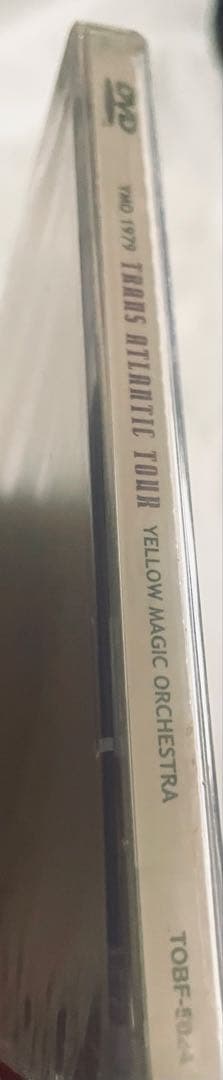 DVD
YMO 1979 TRANS ATLANTIC TOUR YELLOW MAGIC ORCHESTRA